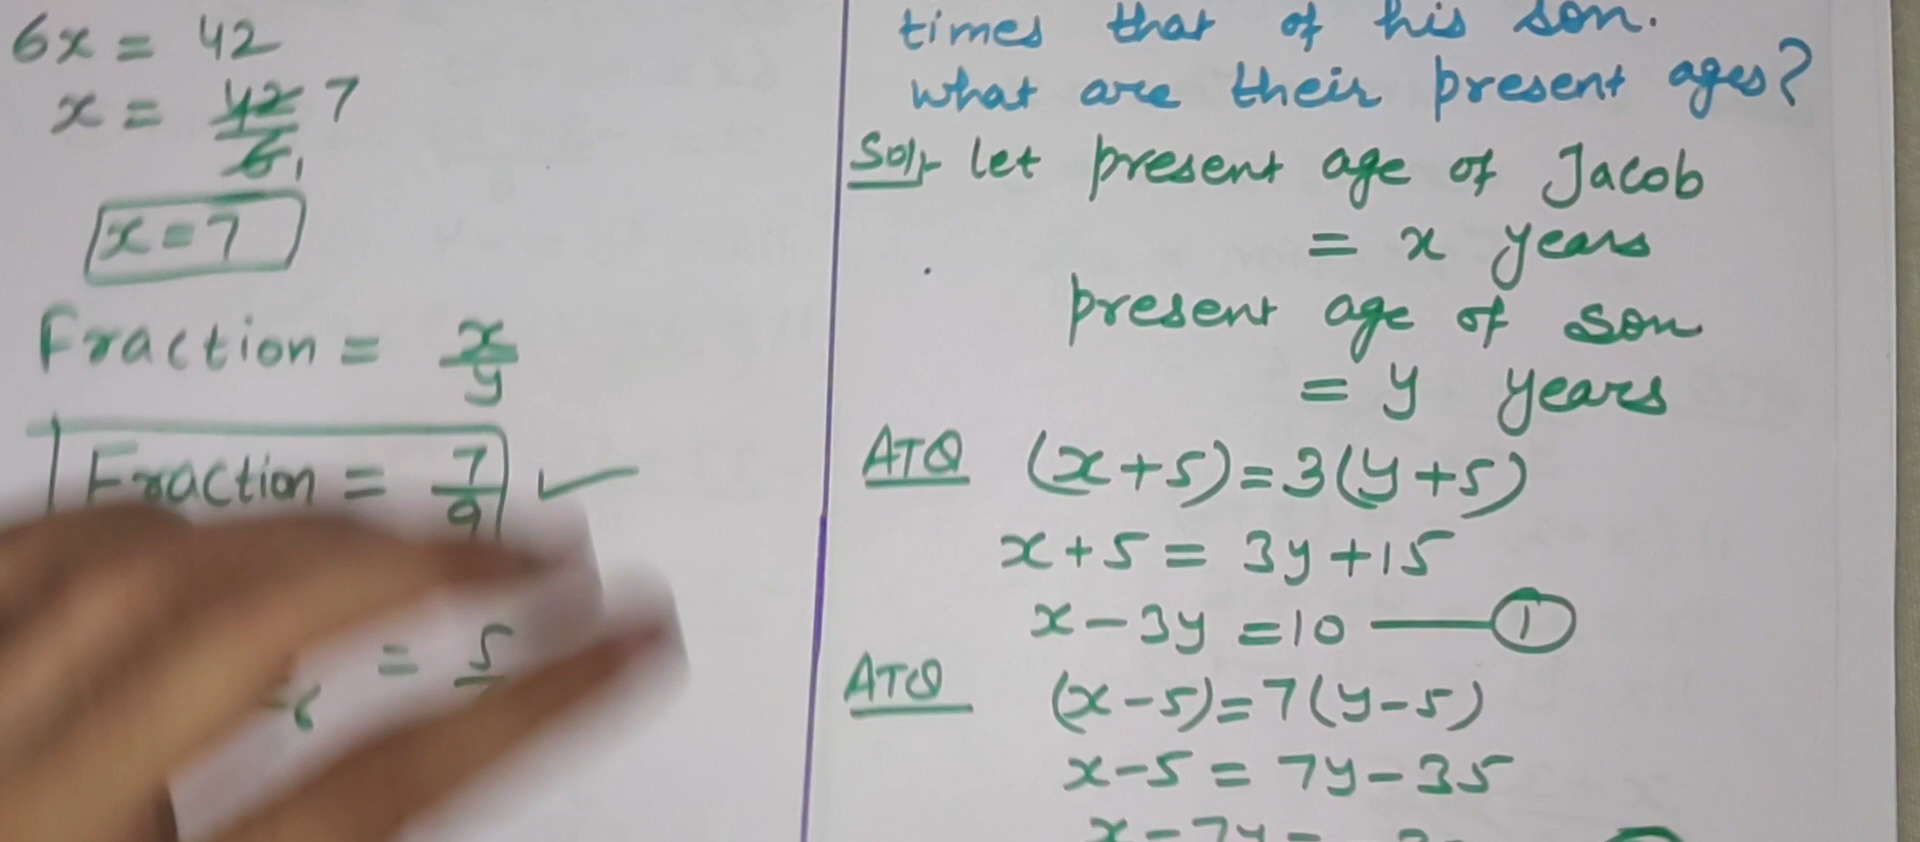 6x = 42
x = 42/6 7
1
x = 7
Fraction = x/y
Fraction = 7/9 ✓
= 5
times that of his son.
what are their present ages?
Sol, let present age of Jacob
= x years
present age of son
= y years
ATQ (x+5)=3(y+5)
x+5 = 3y+15
x-3y =10 — 1
ATQ (x-5)=7(y-5)
x-5 = 7y-35
x-7y=